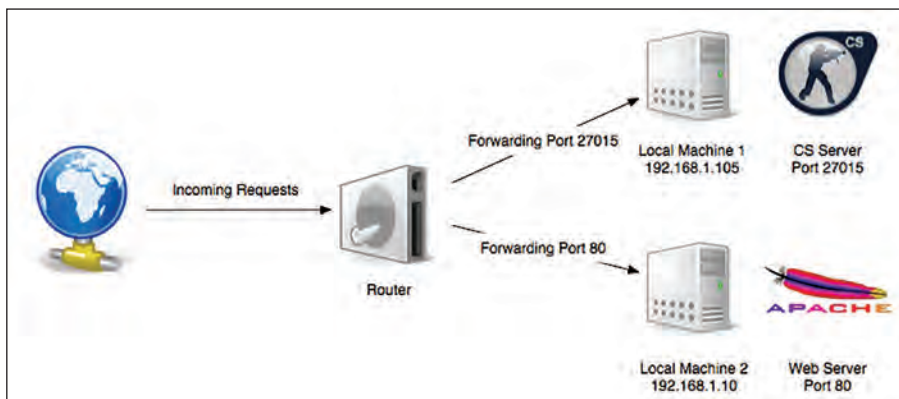 CS
Forwarding Port 27015
Local Machine 1
192.168.1.105
CS Server
Port 27015
Incoming Requests
Router
Forwarding Port 80
APACHE
Local Machine 2
192.168.1.10
Web Server
Port 80